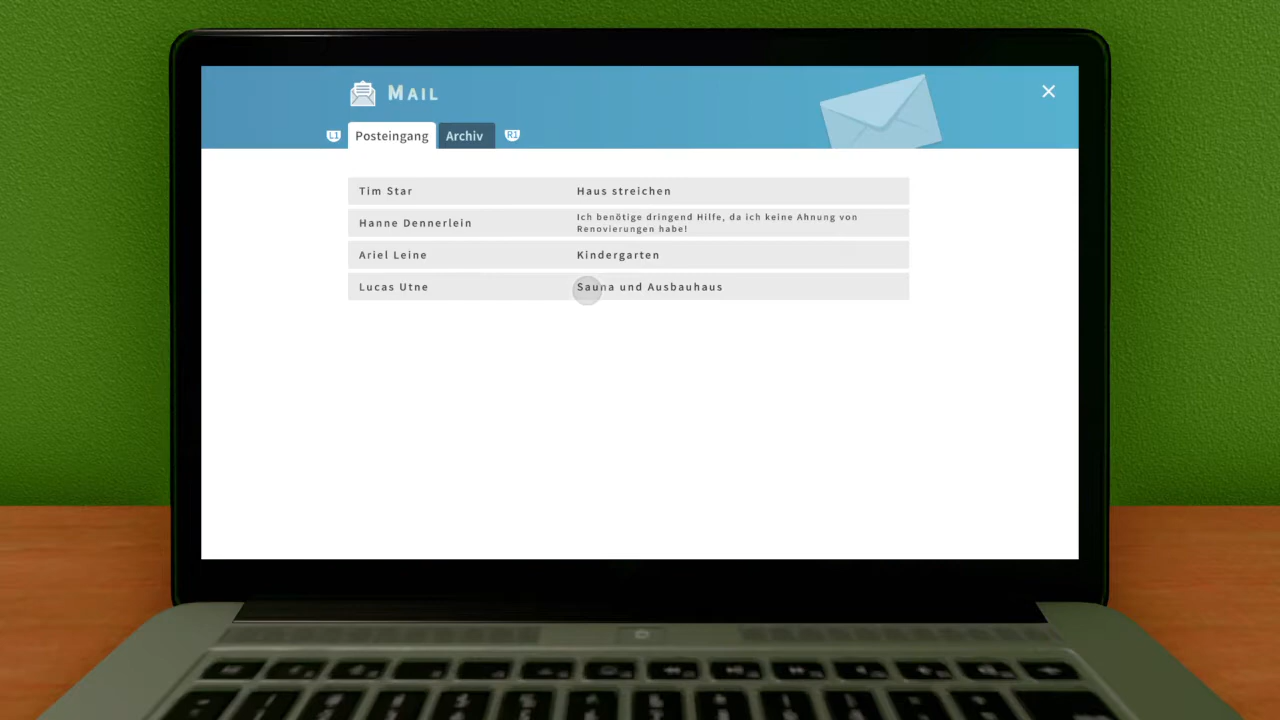 Mail
L1 Posteingang Archiv R1
Tim Star Haus streichen
Hanne Dennerlein Ich benötige dringend Hilfe, da ich keine Ahnung von
Renovierungen habe!
Ariel Leine Kindergarten
Lucas Utne Sauna und Ausbauhaus